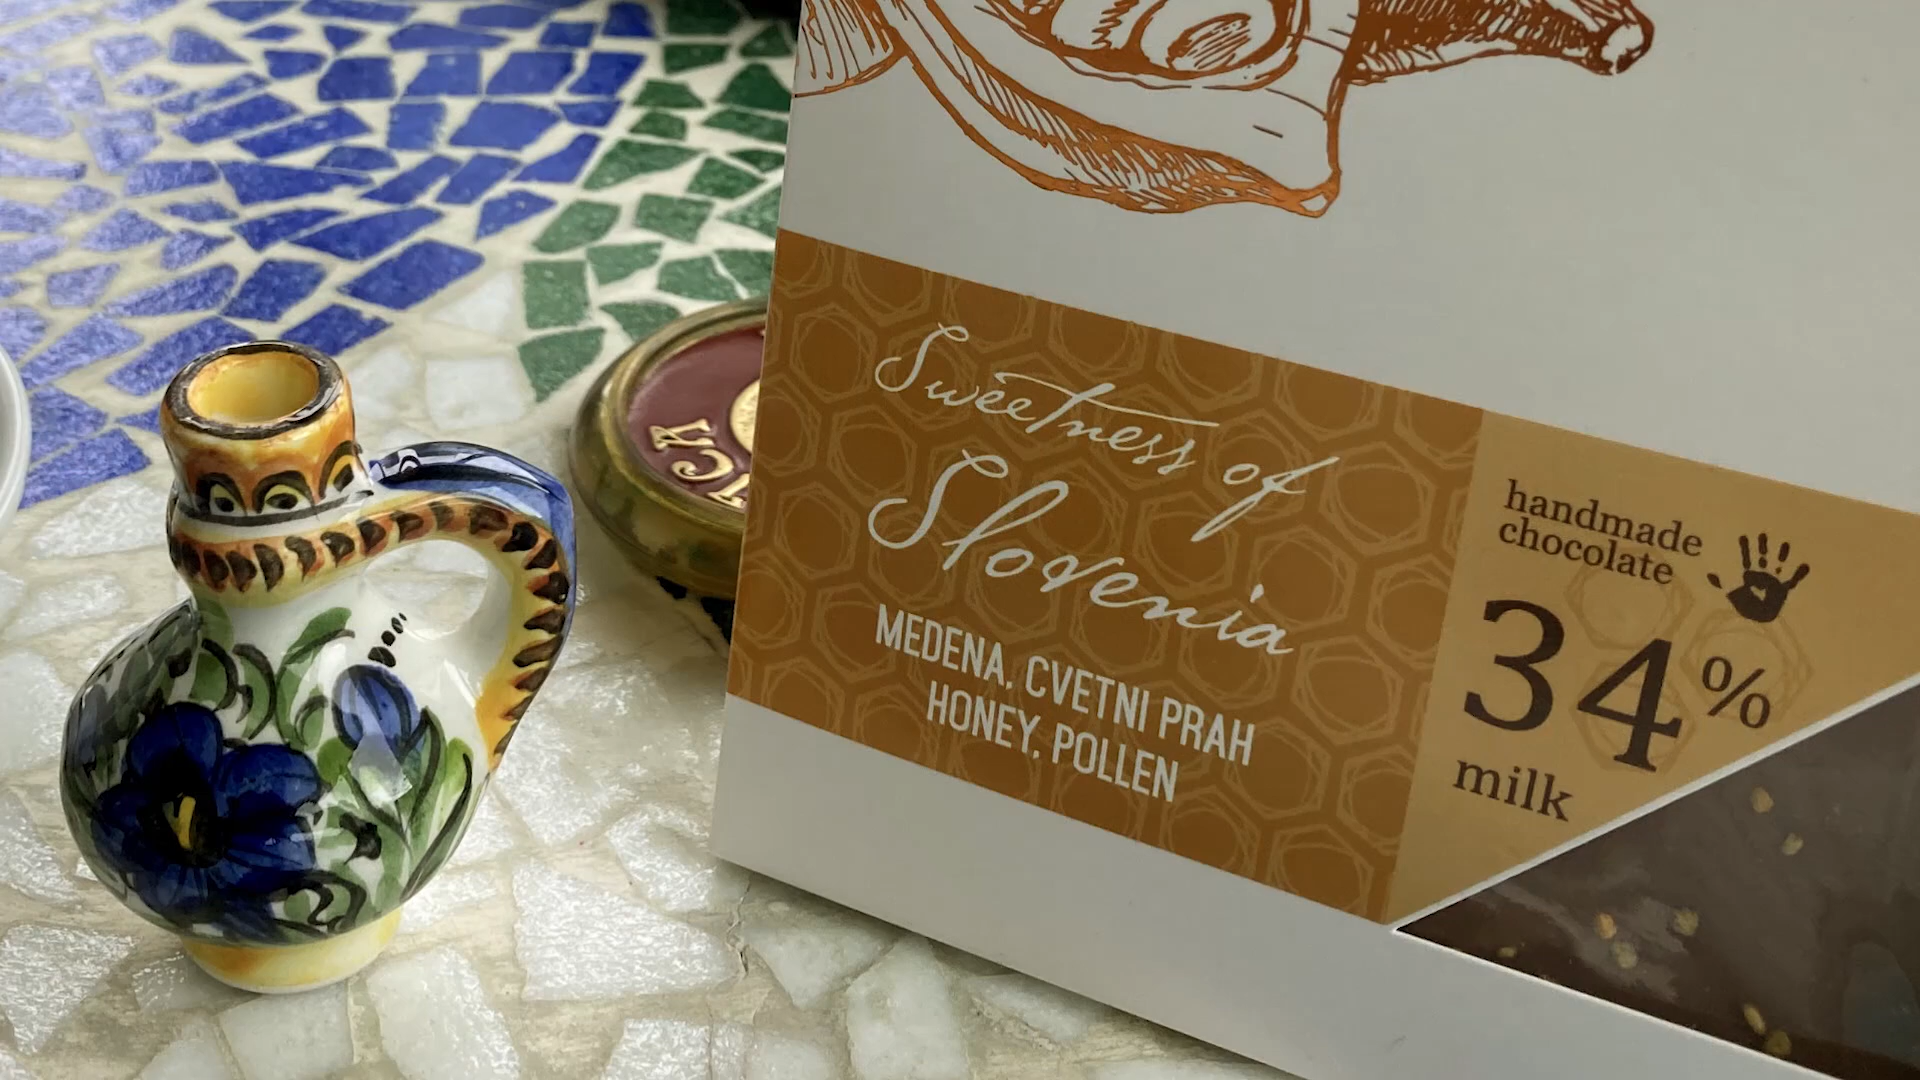 Sweetness of
Slovenia
MEDENA, CVETNI PRAH
HONEY, POLLEN
handmade
chocolate
34%
milk